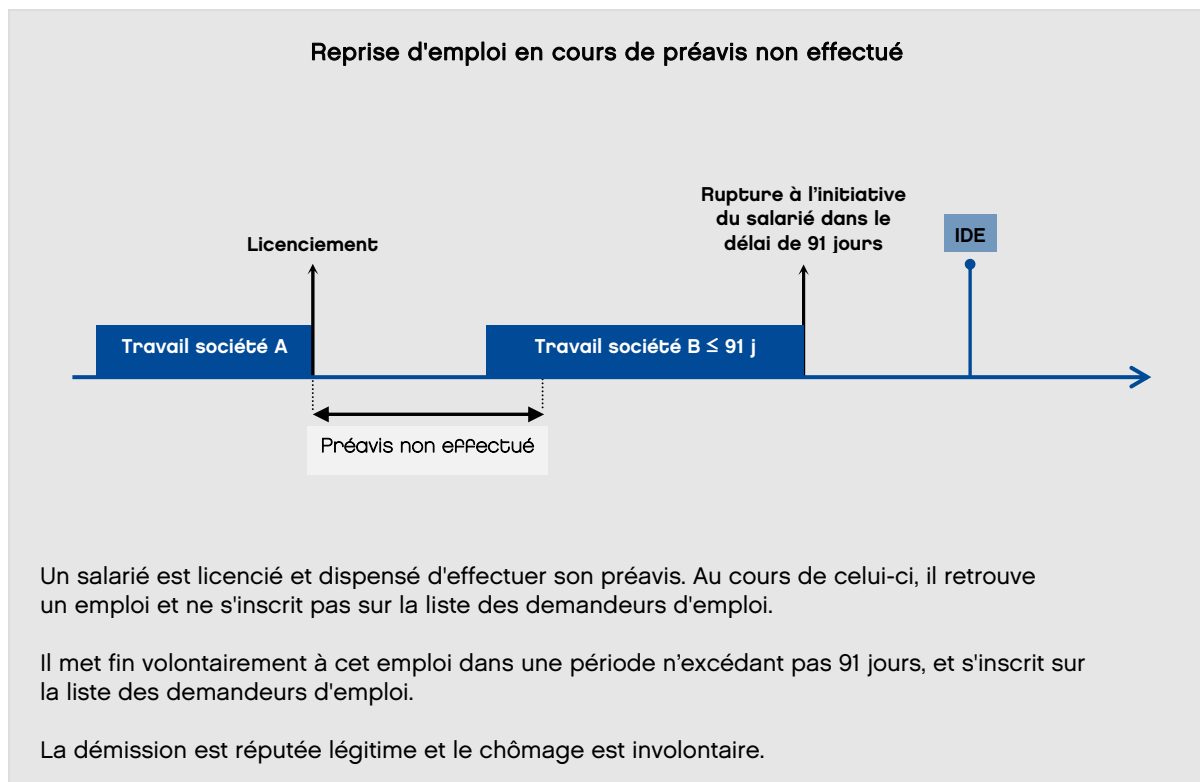 Reprise d'emploi en cours de préavis non effectué
Rupture à l’initiative
du salarié dans le
délai de 91 jours
IDE
Licenciement
Travail société A
Travail société B ≤ 91 j
Préavis non effectué
Un salarié est licencié et dispensé d'effectuer son préavis. Au cours de celui-ci, il retrouve
un emploi et ne s'inscrit pas sur la liste des demandeurs d'emploi.
Il met fin volontairement à cet emploi dans une période n’excédant pas 91 jours, et s'inscrit sur
la liste des demandeurs d'emploi.
La démission est réputée légitime et le chômage est involontaire.